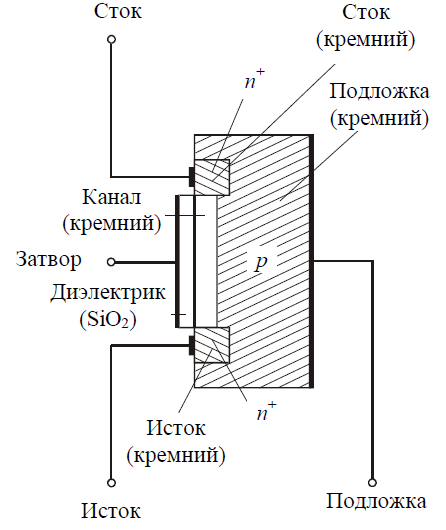 Сток
Сток
(кремний)
n+
Подложка
(кремний)
Канал
(кремний)
Затвор
p
Диэлектрик
(SiO₂)
n+
Исток
(кремний)
Исток
Подложка